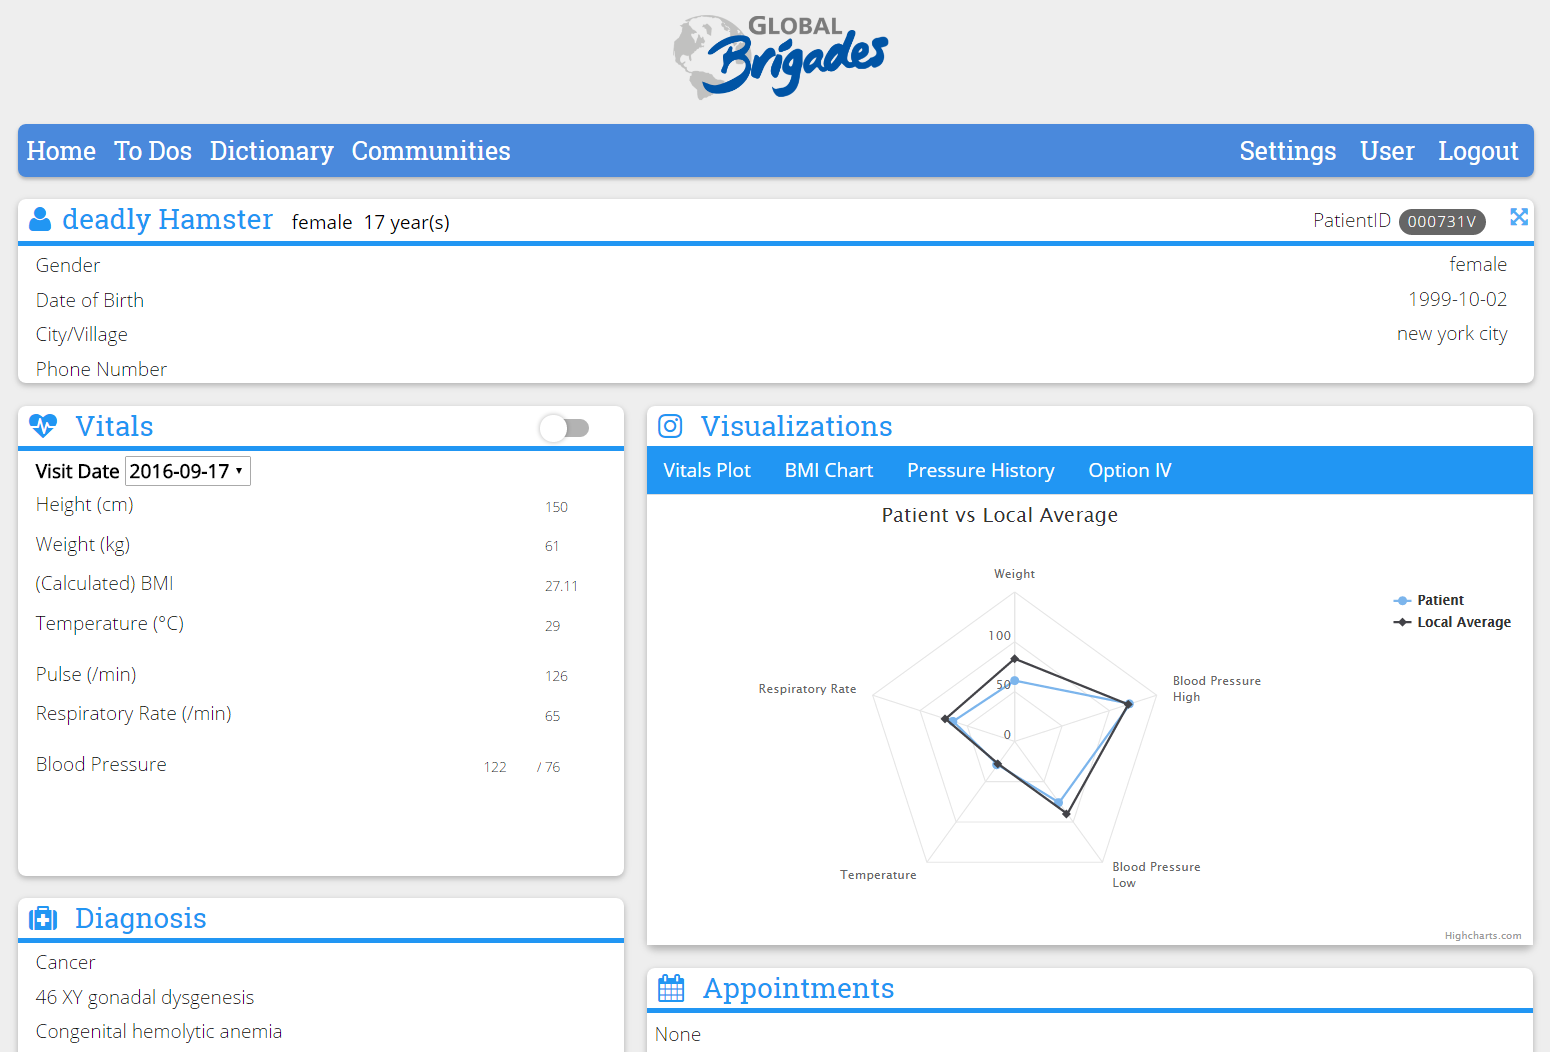 GLOBAL
Brigades
Home To Dos Dictionary Communities Settings User Logout
deadly Hamster female 17 year(s) PatientID 000731V
Gender female
Date of Birth 1999-10-02
City/Village new york city
Phone Number
Vitals
Visit Date 2016-09-17
Height (cm) 150
Weight (kg) 61
(Calculated) BMI 27.11
Temperature (°C) 29
Pulse (/min) 126
Respiratory Rate (/min) 65
Blood Pressure 122 / 76
Visualizations
Vitals Plot BMI Chart Pressure History Option IV
Patient vs Local Average
Weight
Patient
Local Average
100
50
0
Respiratory Rate
Blood Pressure
High
Temperature
Blood Pressure
Low
Highcharts.com
Diagnosis
Cancer
46 XY gonadal dysgenesis
Congenital hemolytic anemia
Appointments
None